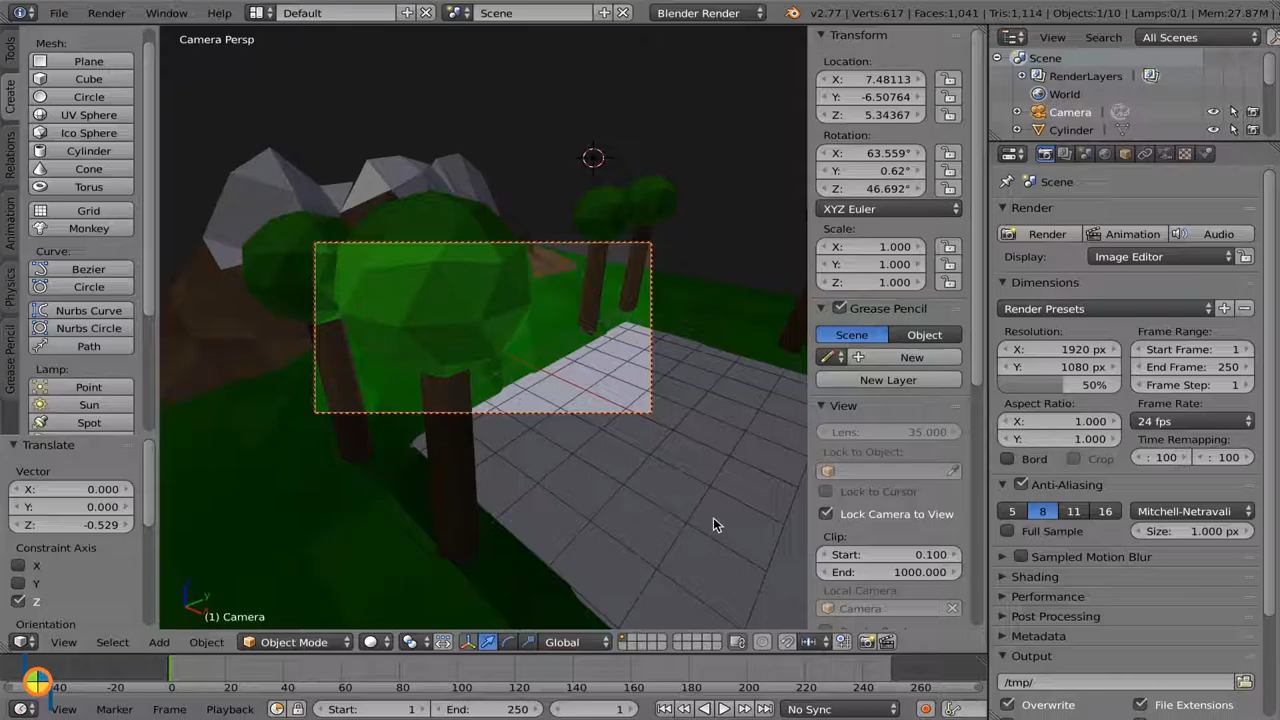 File Render Window Help Default Scene Blender Render v2.77 | Verts:617 | Faces:1,041 | Tris:1,114 | Objects:1/10 | Lamps:0/1 | Mem:27.87M
Tools
Create
Relations
Animation
Physics
Grease Pencil
Mesh:
Plane
Cube
Circle
UV Sphere
Ico Sphere
Cylinder
Cone
Torus
Grid
Monkey
Curve:
Bezier
Circle
Nurbs Curve
Nurbs Circle
Path
Lamp:
Point
Sun
Spot
Translate
Vector
X: 0.000
Y: 0.000
Z: -0.529
Constraint Axis
X
Y
Z
Orientation
Camera Persp
(1) Camera
View Select Add Object Object Mode Global
Transform
Location:
X: 7.48113
Y: -6.50764
Z: 5.34367
Rotation:
X: 63.559°
Y: 0.62°
Z: 46.692°
XYZ Euler
Scale:
X: 1.000
Y: 1.000
Z: 1.000
Grease Pencil
Scene Object
New
New Layer
View
Lens: 35.000
Lock to Object:
Lock to Cursor
Lock Camera to View
Clip:
Start: 0.100
End: 1000.000
Local Camera
Camera
View Search All Scenes
Scene
RenderLayers
World
Camera
Cylinder
Scene
Render
Render Animation Audio
Display: Image Editor
Dimensions
Render Presets
Resolution: Frame Range:
X: 1920 px Start Frame: 1
Y: 1080 px End Frame: 250
50% Frame Step: 1
Aspect Ratio: Frame Rate:
X: 1.000 24 fps
Y: 1.000 Time Remapping:
Bord Crop : 100 : 100
Anti-Aliasing
5 8 11 16 Mitchell-Netravali
Full Sample Size: 1.000 px
Sampled Motion Blur
Shading
Performance
Post Processing
Metadata
Output
/tmp/
Overwrite File Extensions
-40 -20 0 20 40 60 80 100 120 140 160 180 200 220 240 260
View Marker Frame Playback Start: 1 End: 250 1 No Sync